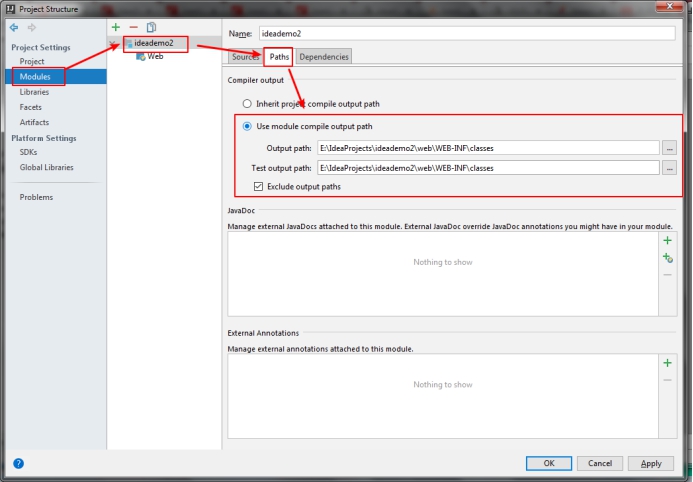 Project Structure
Project Settings
Project
Modules
Libraries
Facets
Artifacts
Platform Settings
SDKs
Global Libraries
Problems
ideademo2
Web
Name: ideademo2
Sources Paths Dependencies
Compiler output
Inherit project compile output path
Use module compile output path
Output path: E:\IdeaProjects\ideademo2\web\WEB-INF\classes ...
Test output path: E:\IdeaProjects\ideademo2\web\WEB-INF\classes ...
Exclude output paths
JavaDoc
Manage external JavaDocs attached to this module. External JavaDoc override JavaDoc annotations you might have in your module.
Nothing to show
External Annotations
Manage external annotations attached to this module.
Nothing to show
? OK Cancel Apply